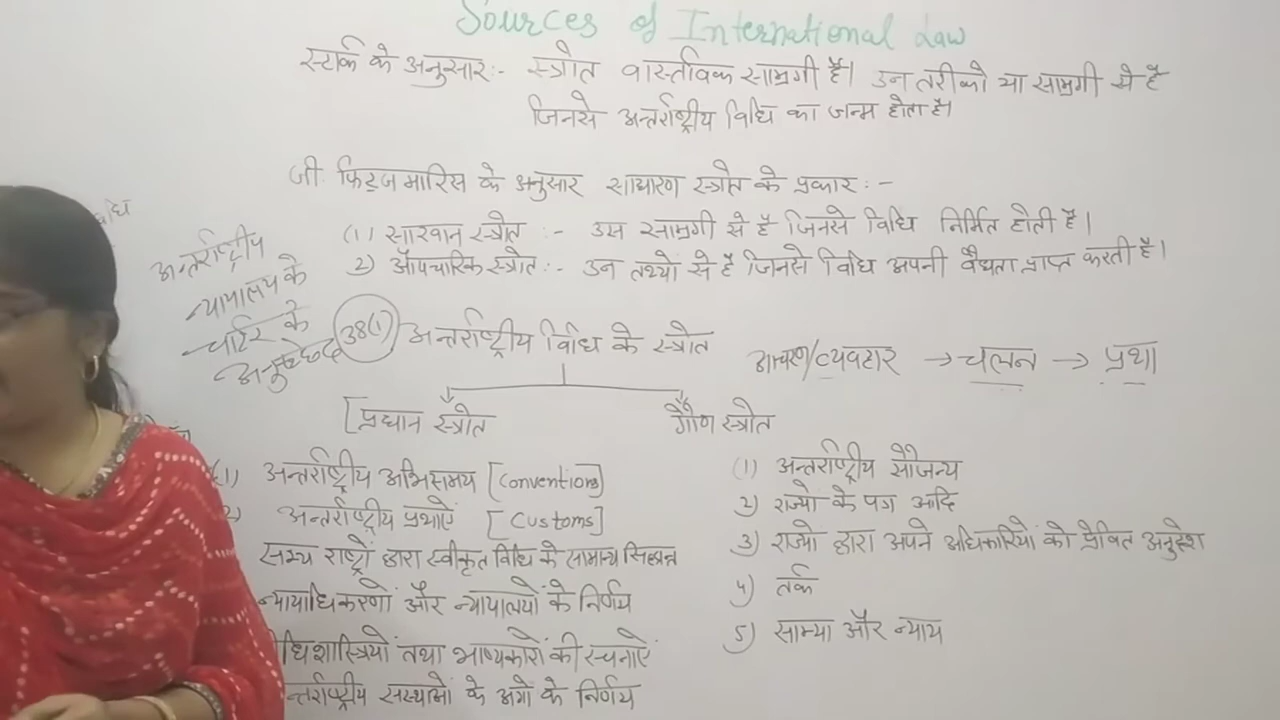 Sources of International Law
स्टार्क के अनुसार:- स्त्रोत वास्तविक सामग्री है। उन तरीको या सामग्री से है
जिनसे अन्तर्राष्ट्रीय विधि का जन्म होता है।
जी. फिट्ज मारिस के अनुसार साधारण स्त्रोत के प्रकार:-
(1) सारवान स्त्रोत :- उस सामग्री से है जिनसे विधि निर्मित होती है।
2) औपचारिक स्त्रोत:- उन तथ्यों से है जिनसे विधि अपनी वैधता प्राप्त करती है।
अन्तर्राष्ट्रीय
न्यायालय के
चार्टर के
अनुच्छेद 38(1) अन्तर्राष्ट्रीय विधि के स्त्रोत
आचरण/व्यवहार → चलन → प्रथा
[प्रधान स्त्रोत
गौण स्त्रोत
(1) अन्तर्राष्ट्रीय अभिसमय [Conventions]
2) अन्तर्राष्ट्रीय प्रथाएं [Customs]
सभ्य राष्ट्रों द्वारा स्वीकृत विधि के सामान्य सिद्धान्त
न्यायाधिकरणों और न्यायालयों के निर्णय
धिशास्त्रियों तथा भाष्यकारों की रचनाएं
न्तर्राष्ट्रीय संस्थाओं के अंगो के निर्णय
(1) अन्तर्राष्ट्रीय सौजन्य
2) राज्यों के पत्र आदि
3) राज्यो द्वारा अपने अधिकारियों को प्रेषित अनुदेश
4) तर्क
5) साम्या और न्याय